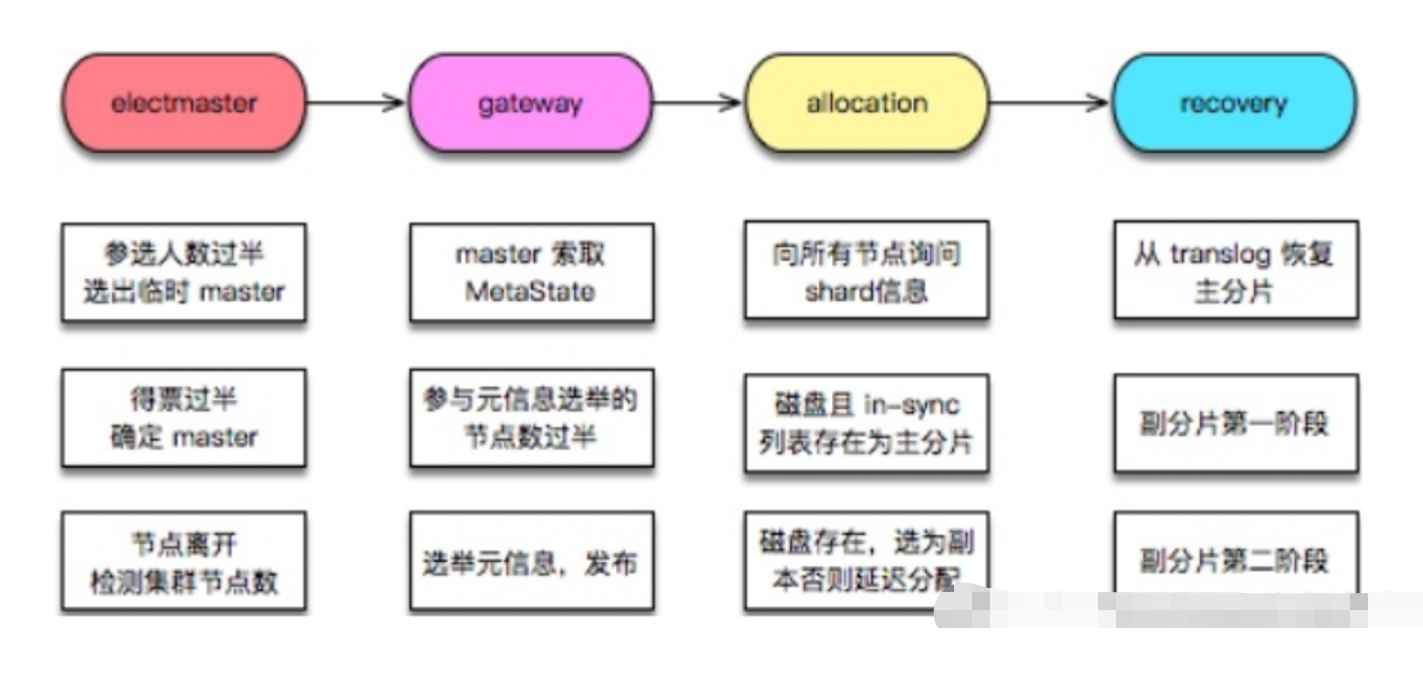 electmaster
gateway
allocation
recovery
参选人数过半
选出临时 master
master 索取
MetaState
向所有节点询问
shard信息
从 translog 恢复
主分片
得票过半
确定 master
参与元信息选举的
节点数过半
磁盘且 in-sync
列表存在为主分片
副分片第一阶段
节点离开
检测集群节点数
选举元信息，发布
磁盘存在，选为副
本否则延迟分配
副分片第二阶段